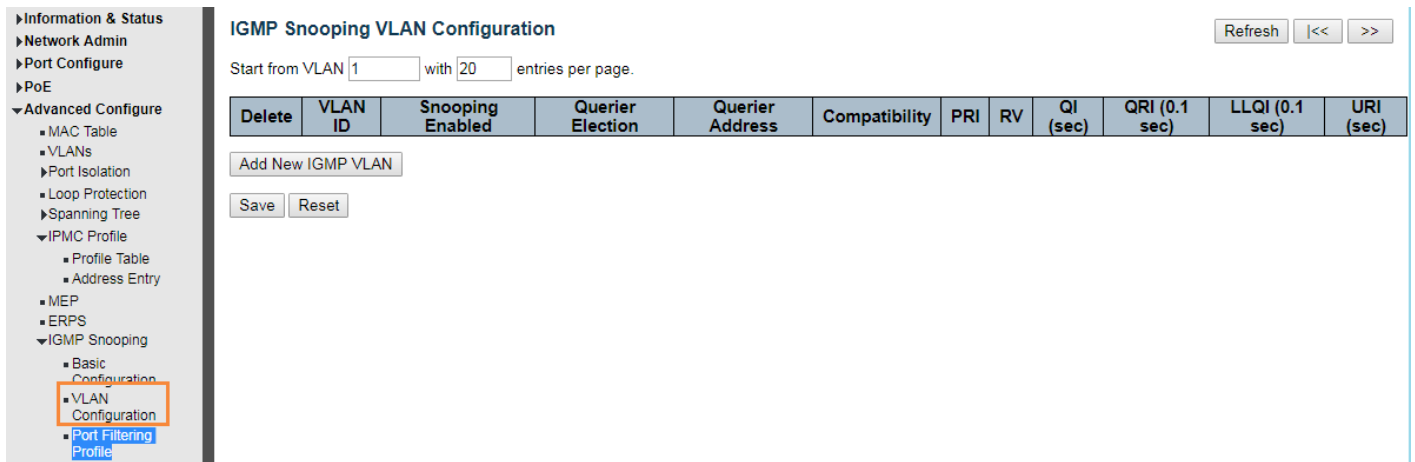 Information & Status
Network Admin
Port Configure
PoE
Advanced Configure
MAC Table
VLANs
Port Isolation
Loop Protection
Spanning Tree
IPMC Profile
Profile Table
Address Entry
MEP
ERPS
IGMP Snooping
Basic
Configuration
VLAN
Configuration
Port Filtering
Profile
IGMP Snooping VLAN Configuration
Refresh |<< >>
Start from VLAN 1 with 20 entries per page.
Delete VLAN ID Snooping Enabled Querier Election Querier Address Compatibility PRI RV QI (sec) QRI (0.1 sec) LLQI (0.1 sec) URI (sec)
Add New IGMP VLAN
Save Reset